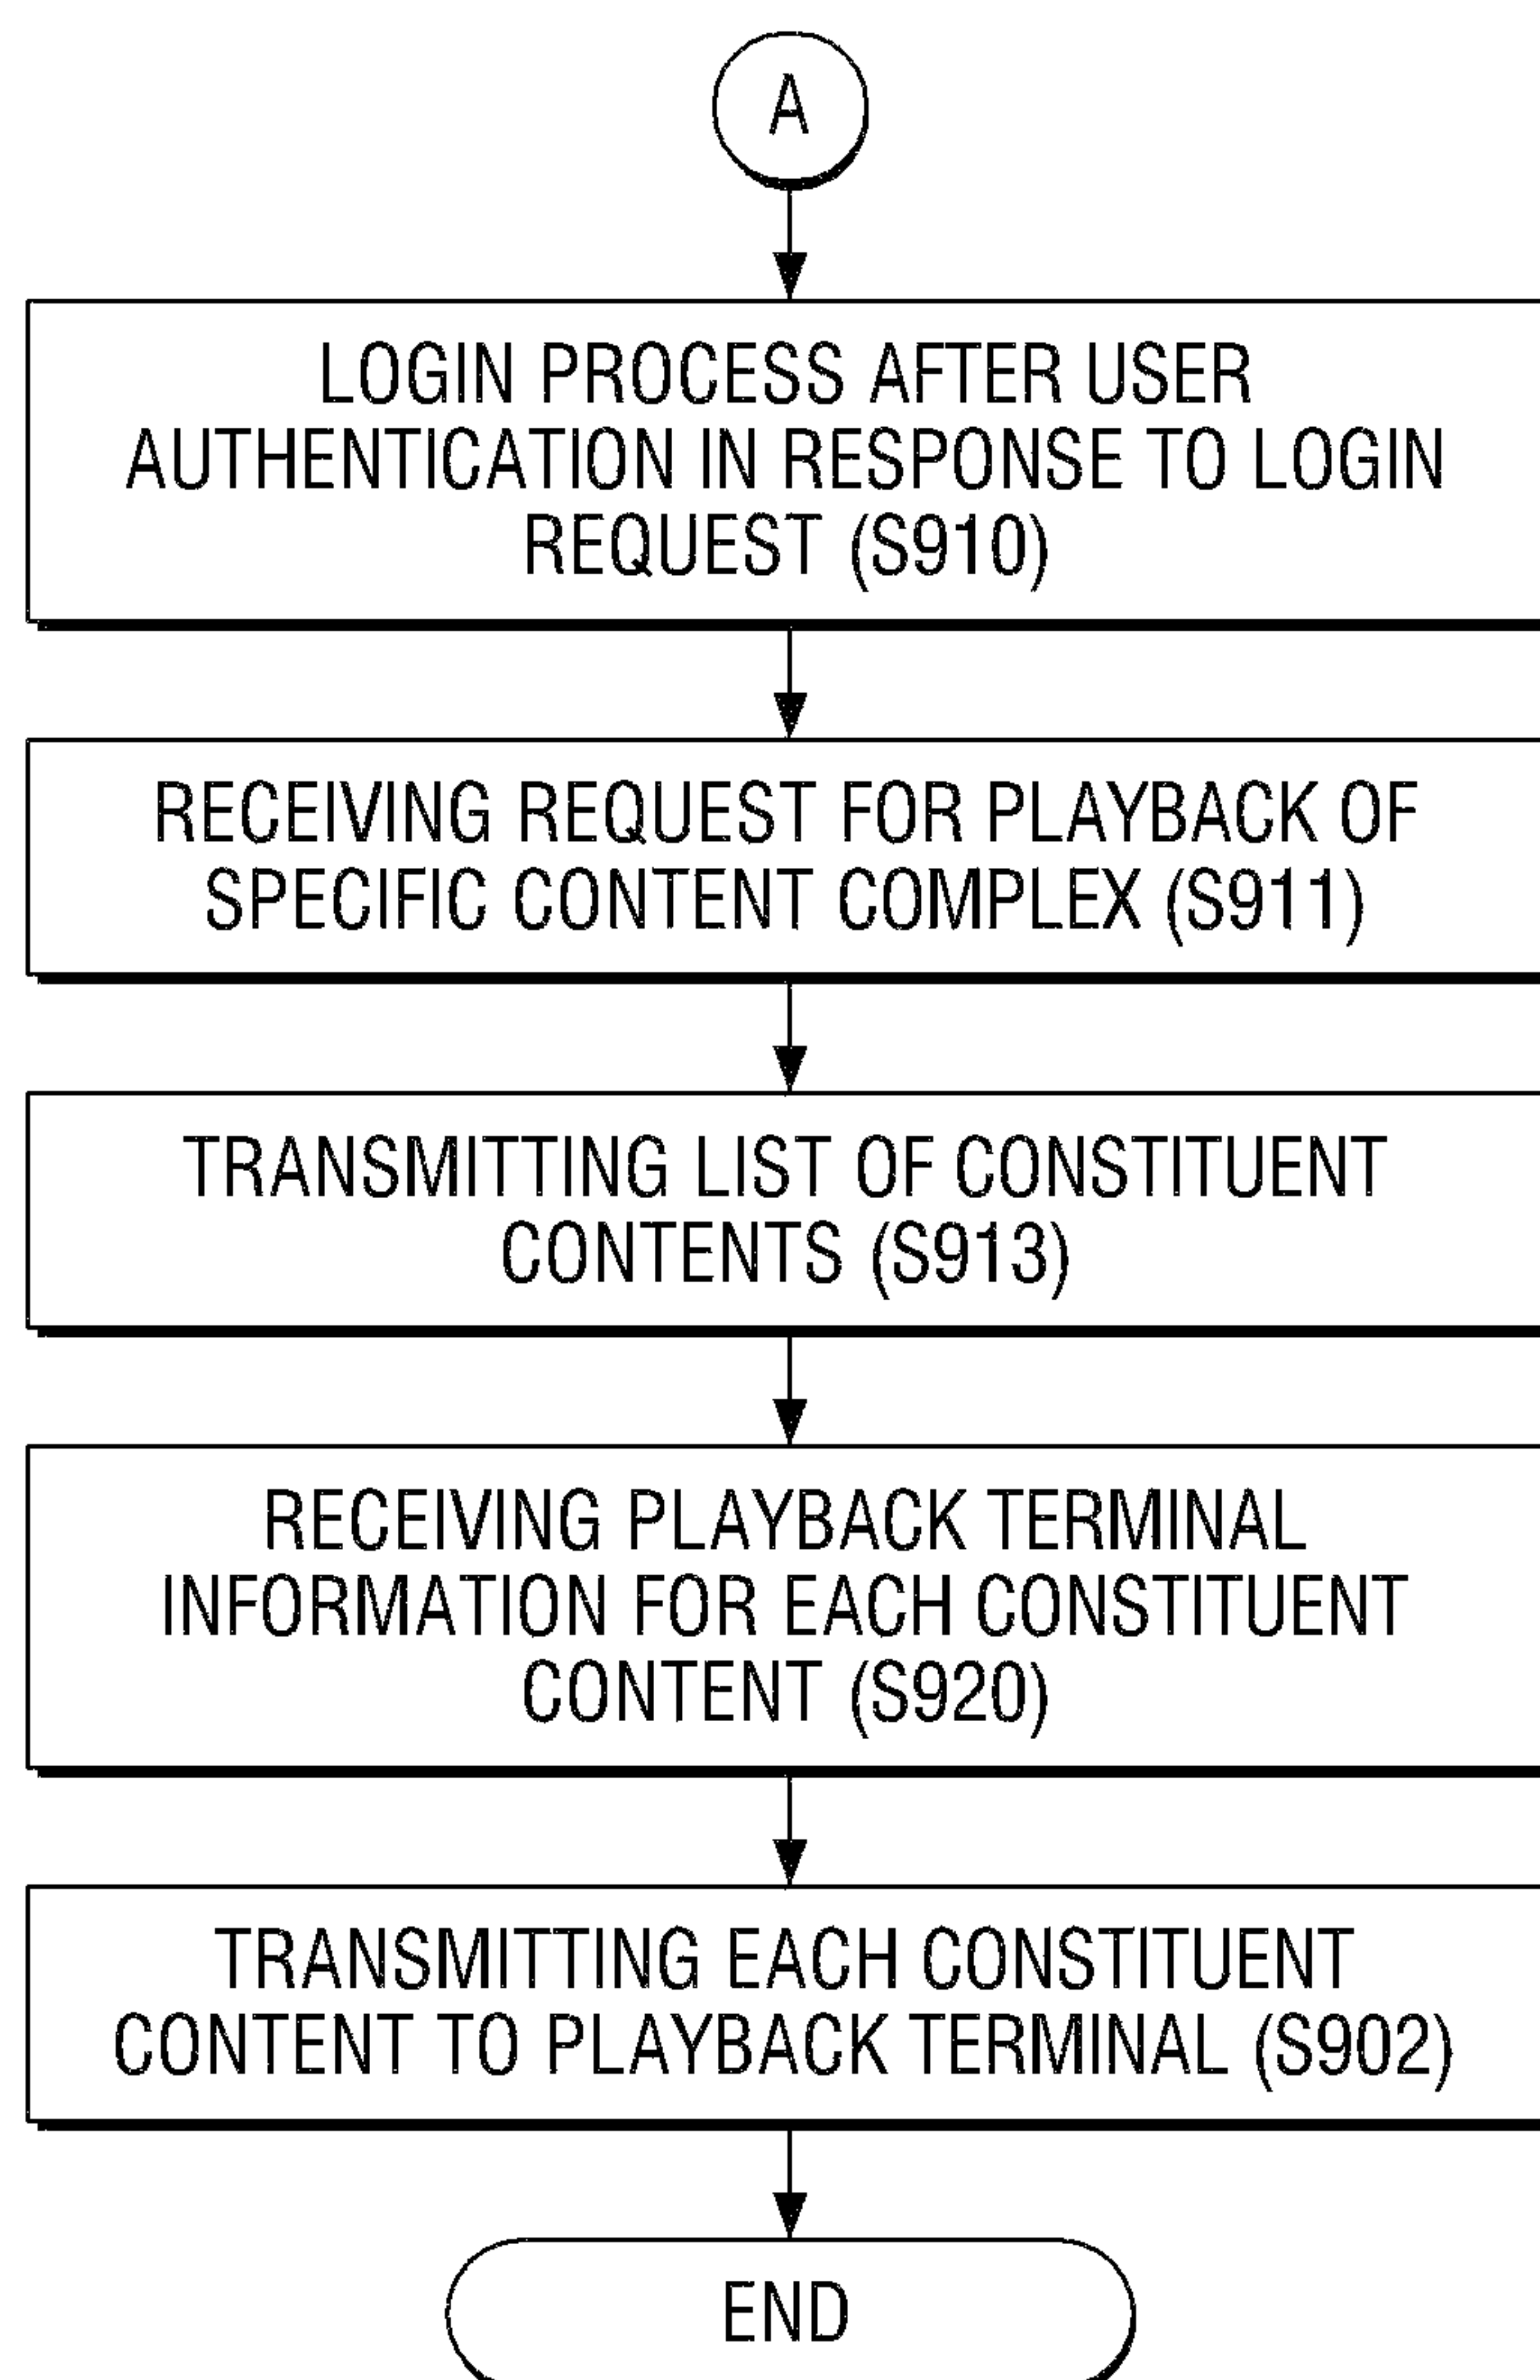 A
LOGIN PROCESS AFTER USER
AUTHENTICATION IN RESPONSE TO LOGIN
REQUEST (S910)
RECEIVING REQUEST FOR PLAYBACK OF
SPECIFIC CONTENT COMPLEX (S911)
TRANSMITTING LIST OF CONSTITUENT
CONTENTS (S913)
RECEIVING PLAYBACK TERMINAL
INFORMATION FOR EACH CONSTITUENT
CONTENT (S920)
TRANSMITTING EACH CONSTITUENT
CONTENT TO PLAYBACK TERMINAL (S902)
END